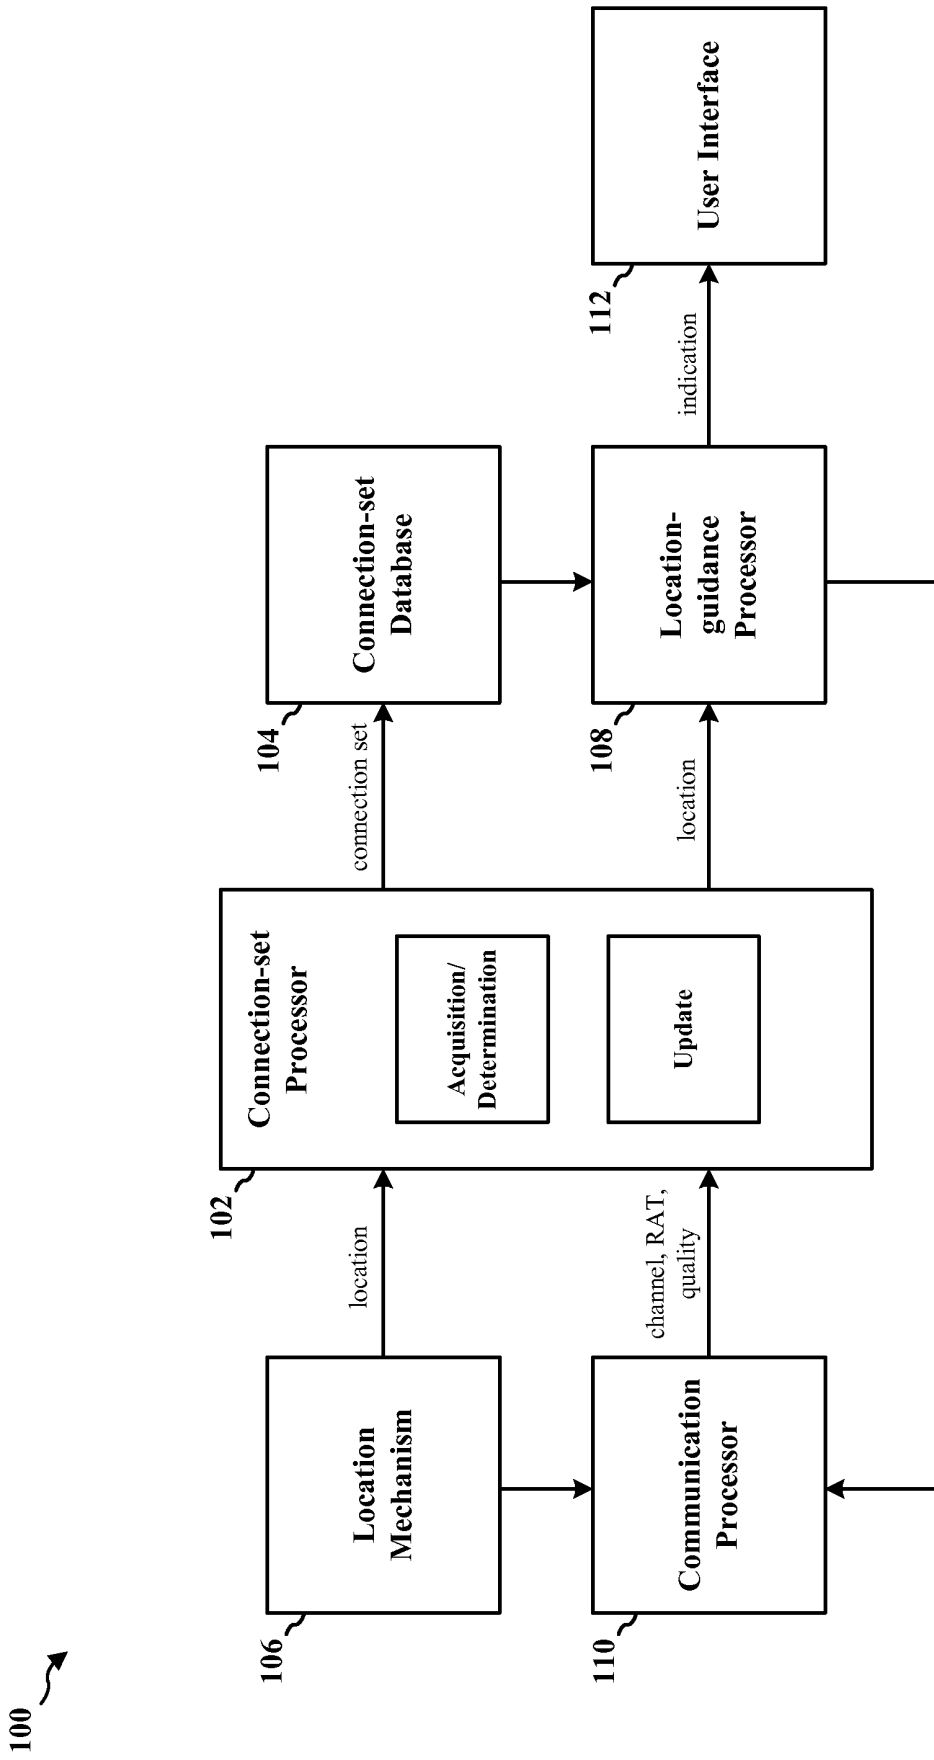 100
106
Location
Mechanism
location
102
Connection-set
Processor
Acquisition/
Determination
Update
connection set
104
Connection-set
Database
110
Communication
Processor
channel, RAT,
quality
location
108
Location-
guidance
Processor
indication
112
User Interface